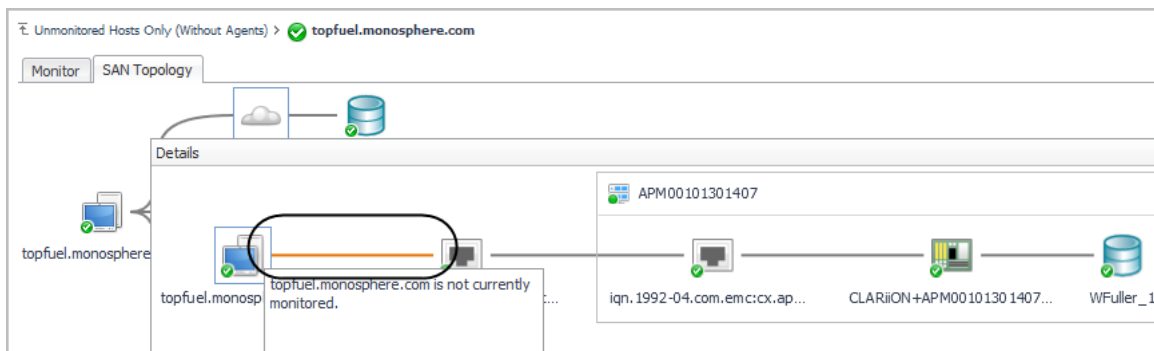 Unmonitored Hosts Only (Without Agents) > topfuel.monosphere.com
Monitor SAN Topology
Details
APM00101301407
topfuel.monosphere
topfuel.monosp
topfuel.monosphere.com is not currently
monitored.
...
iqn.1992-04.com.emc:cx.ap...
CLARiiON+APM00101301407...
WFuller_1